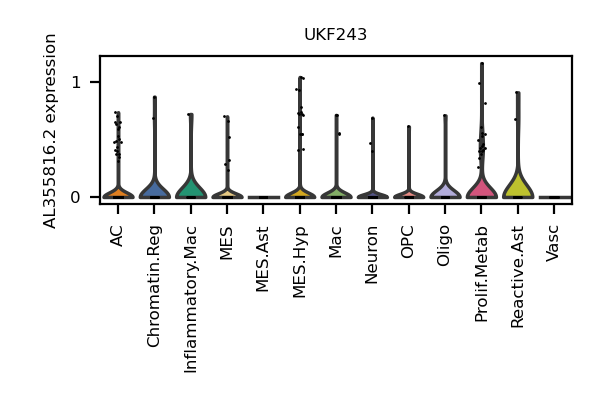 UKF243
AL355816.2 expression
1
0
AC
Chromatin.Reg
Inflammatory.Mac
MES
MES.Ast
MES.Hyp
Mac
Neuron
OPC
Oligo
Prolif.Metab
Reactive.Ast
Vasc